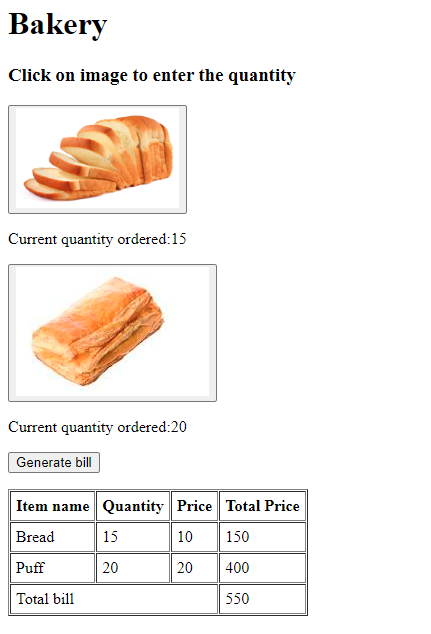 Bakery
Click on image to enter the quantity
Current quantity ordered:15
Current quantity ordered:20
Generate bill
Item name Quantity Price Total Price
Bread 15 10 150
Puff 20 20 400
Total bill 550